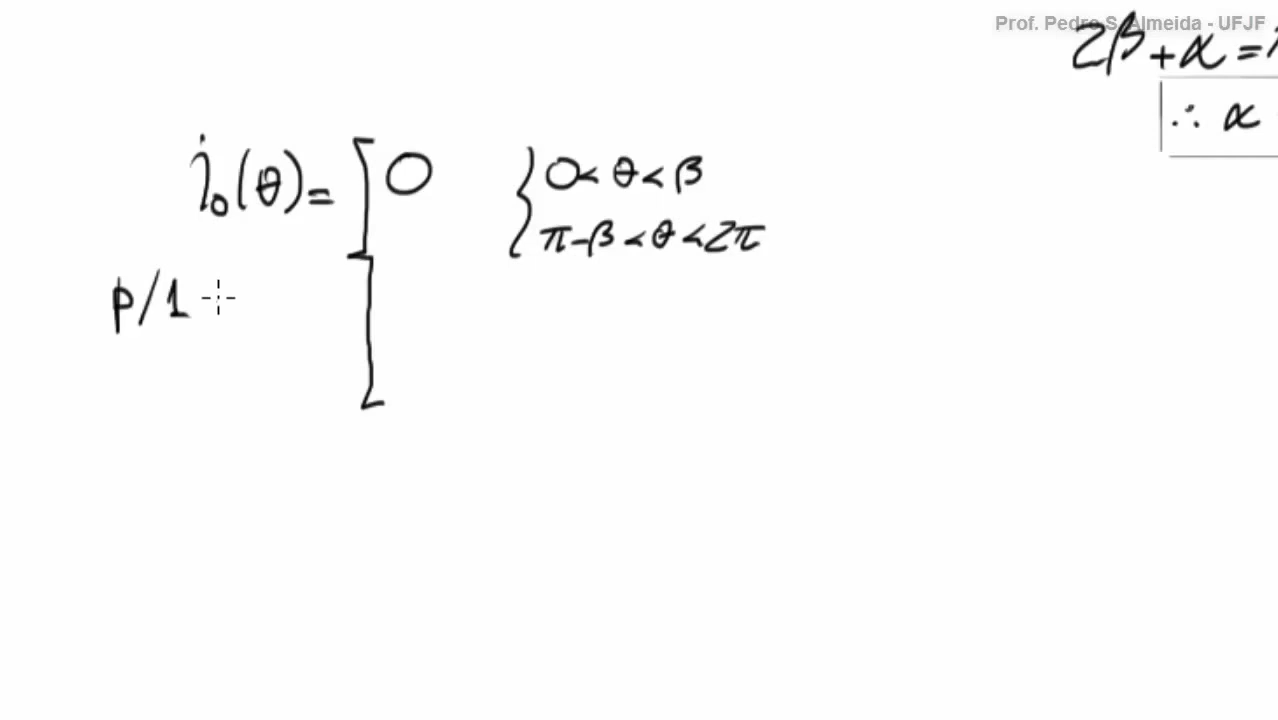 Prof. Pedro S. Almeida - UFJF
2β+α=
∴ α
i₀(θ)= [ 0 { 0<θ<β
π-β<θ<2π
p/1